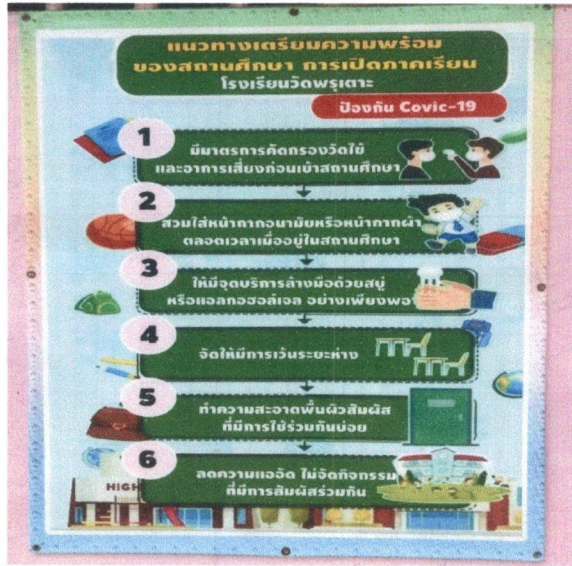 แนวทางเตรียมความพร้อม
ของสถานศึกษา การเปิดภาคเรียน
โรงเรียนวัดพรุเตาะ
ป้องกัน Covic-19
1
มีมาตรการคัดกรองวัดไข้
และอาการเสี่ยงก่อนเข้าสถานศึกษา
2
สวมใส่หน้ากากอนามัยหรือหน้ากากผ้า
ตลอดเวลาเมื่ออยู่ในสถานศึกษา
3
ให้มีจุดบริการล้างมือด้วยสบู่
หรือแอลกอฮอล์เจล อย่างเพียงพอ
4
จัดให้มีการเว้นระยะห่าง
5
ทำความสะอาดพื้นผิวสัมผัส
ที่มีการใช้ร่วมกันบ่อย
6
ลดความแออัด ไม่จัดกิจกรรม
ที่มีการสัมผัสร่วมกัน
HIGH